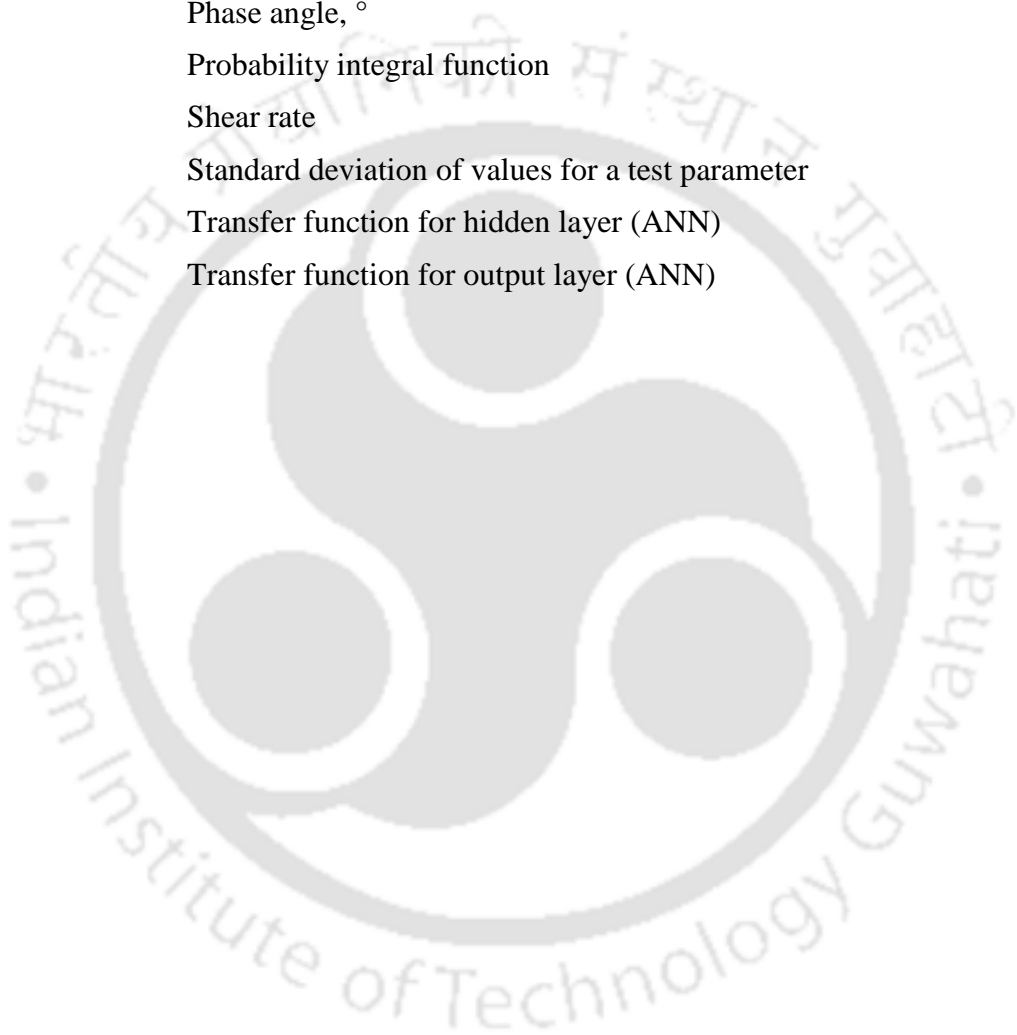 Phase angle, °
Probability integral function
Shear rate
Standard deviation of values for a test parameter
Transfer function for hidden layer (ANN)
Transfer function for output layer (ANN)
भारतीय प्रौद्योगिकी संस्थान गुवाहाटी
• Indian Institute of Technology Guwahati •